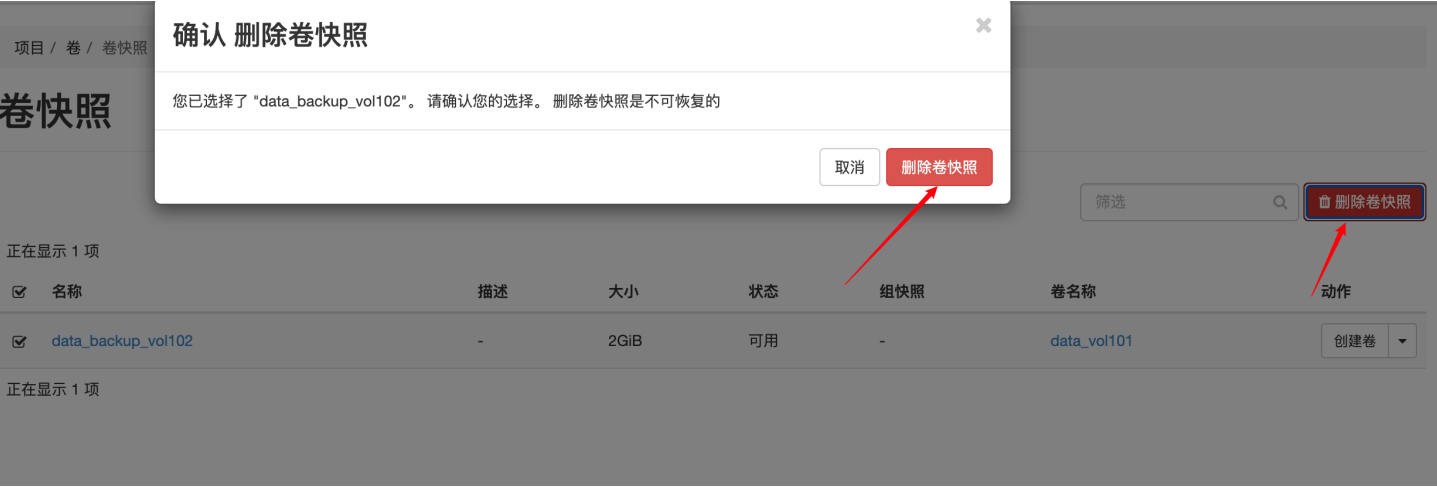 确认 删除卷快照
×
项目 / 卷 / 卷快照
您已选择了 "data_backup_vol102"。 请确认您的选择。 删除卷快照是不可恢复的
卷快照
取消 删除卷快照
筛选 删除卷快照
正在显示 1 项
名称 描述 大小 状态 组快照 卷名称 动作
data_backup_vol102 - 2GiB 可用 - data_vol101 创建卷
正在显示 1 项